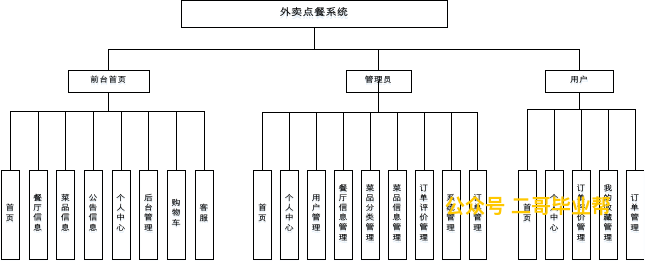 外卖点餐系统
前台首页
管理员
用户
首页
餐厅信息
菜品信息
公告信息
个人中心
后台管理
购物车
客服
首页
个人中心
用户管理
餐厅信息管理
菜品分类管理
菜品信息管理
订单评价管理
系统管理
订单管理
首页
个人中心
订单评价管理
我的收藏管理
订单管理
公众号 二哥毕业帮